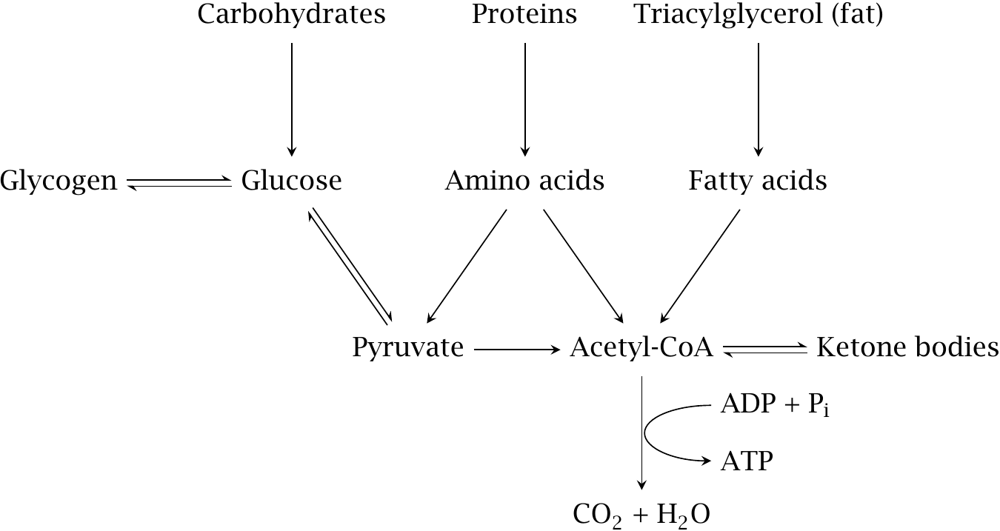 Carbohydrates Proteins Triacylglycerol (fat)
Glycogen Glucose Amino acids Fatty acids
Pyruvate Acetyl-CoA Ketone bodies
ADP + Pᵢ
ATP
CO₂ + H₂O